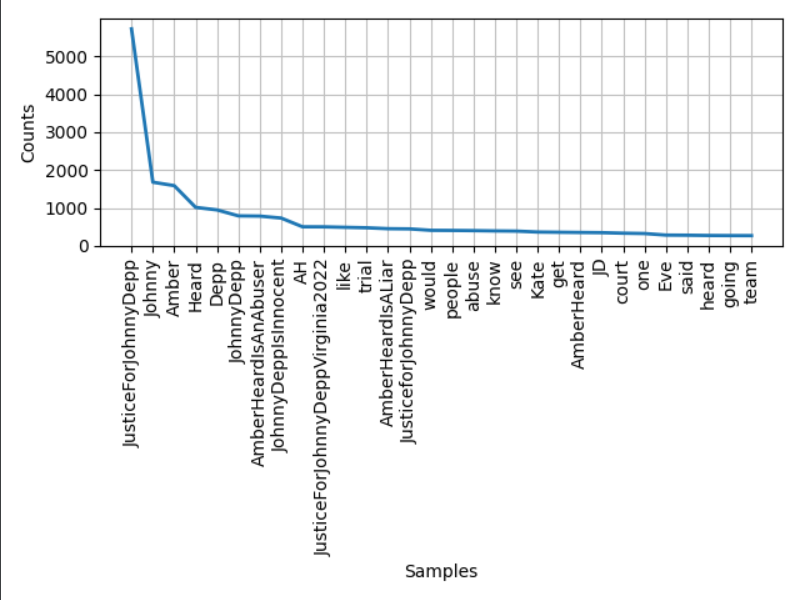 5000
4000
3000
2000
1000
0
Counts
JusticeForJohnnyDepp
Johnny
Amber
Heard
Depp
JohnnyDepp
AmberHeardIsAnAbuser
JohnnyDeppIsInnocent
AH
JusticeForJohnnyDeppVirginia2022
like
trial
AmberHeardIsALiar
JusticeforJohnnyDepp
would
people
abuse
know
see
Kate
get
AmberHeard
JD
court
one
Eve
said
heard
going
team
Samples